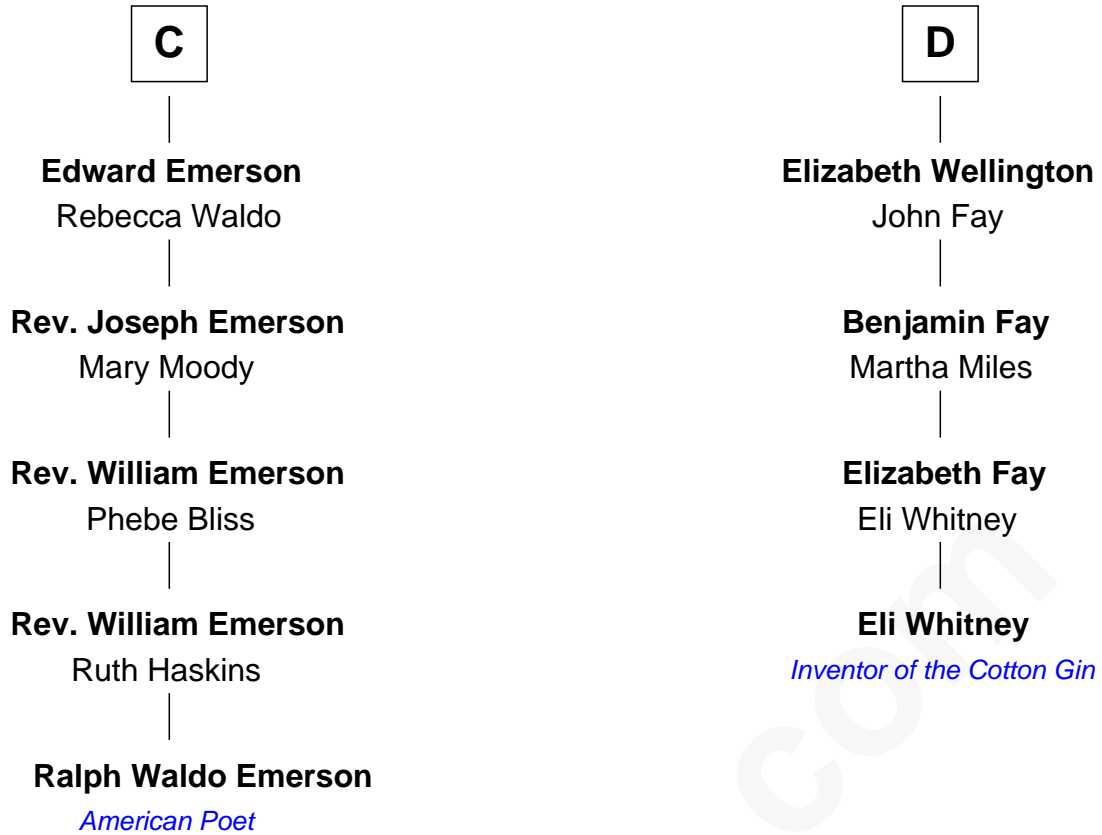 C
Edward Emerson
Rebecca Waldo
Rev. Joseph Emerson
Mary Moody
Rev. William Emerson
Phebe Bliss
Rev. William Emerson
Ruth Haskins
Ralph Waldo Emerson
American Poet
D
Elizabeth Wellington
John Fay
Benjamin Fay
Martha Miles
Elizabeth Fay
Eli Whitney
Eli Whitney
Inventor of the Cotton Gin
com